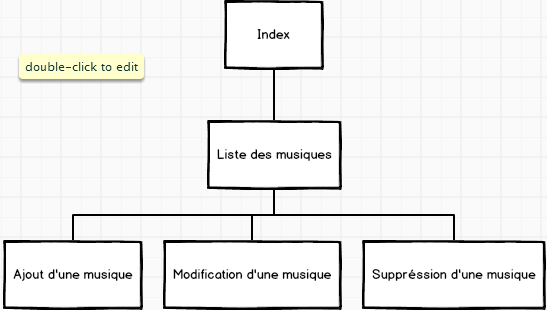 Index
double-click to edit
Liste des musiques
Ajout d'une musique
Modification d'une musique
Suppréssion d'une musique